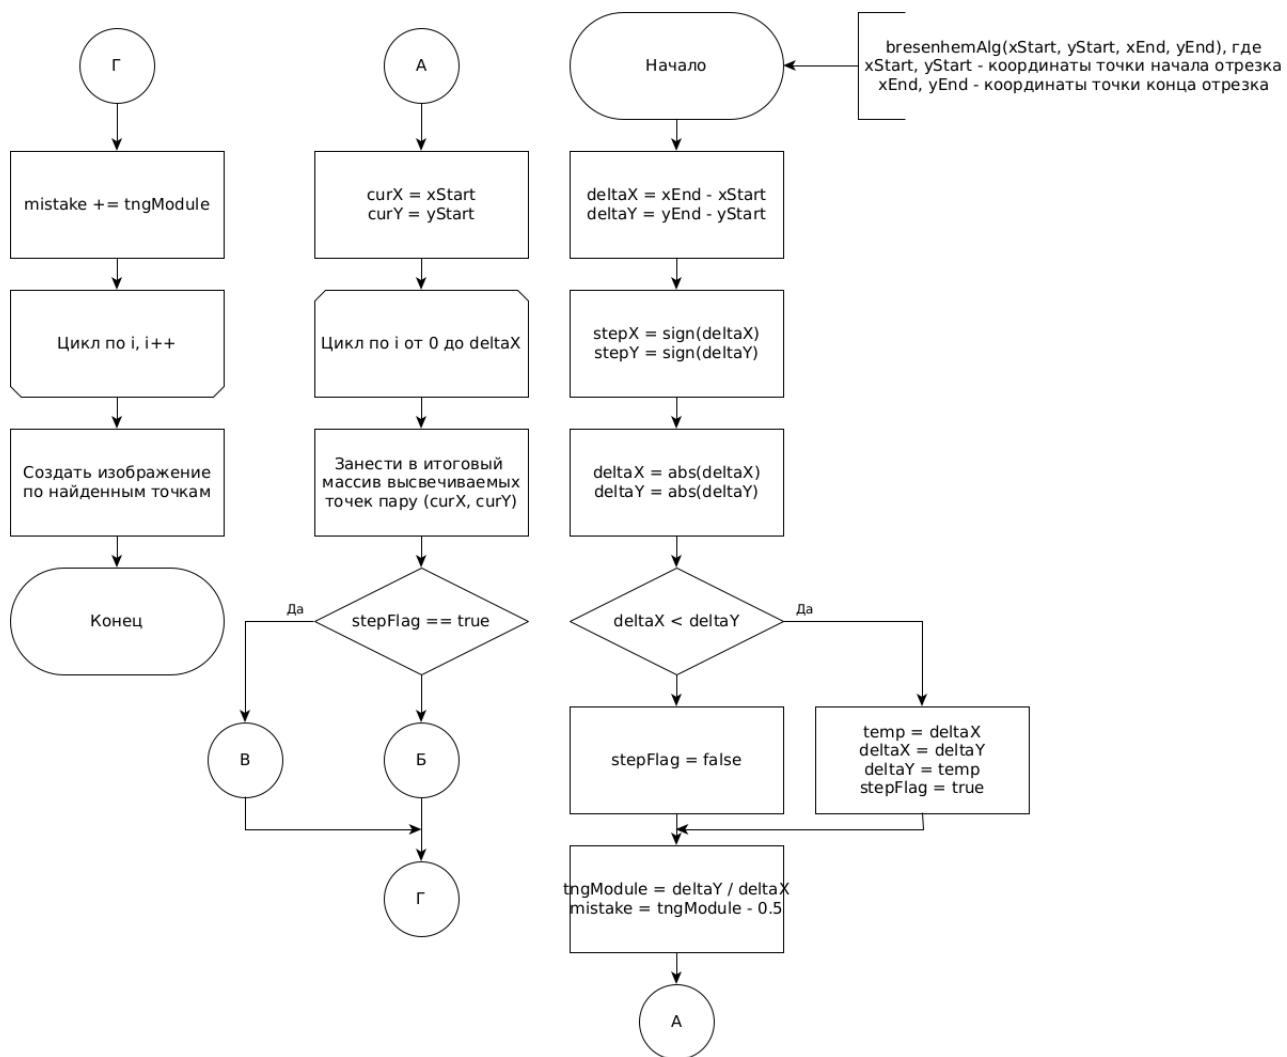 Г
mistake += tngModule
Цикл по i, i++
Создать изображение
по найденным точкам
Конец
А
curX = xStart
curY = yStart
Цикл по i от 0 до deltaX
Занести в итоговый
массив высвечиваемых
точек пару (curX, curY)
stepFlag == true
Да
В
Б
Г
Начало
bresenhemAlg(xStart, yStart, xEnd, yEnd), где
xStart, yStart - координаты точки начала отрезка
xEnd, yEnd - координаты точки конца отрезка
deltaX = xEnd - xStart
deltaY = yEnd - yStart
stepX = sign(deltaX)
stepY = sign(deltaY)
deltaX = abs(deltaX)
deltaY = abs(deltaY)
deltaX < deltaY
Да
stepFlag = false
temp = deltaX
deltaX = deltaY
deltaY = temp
stepFlag = true
tngModule = deltaY / deltaX
mistake = tngModule - 0.5
А